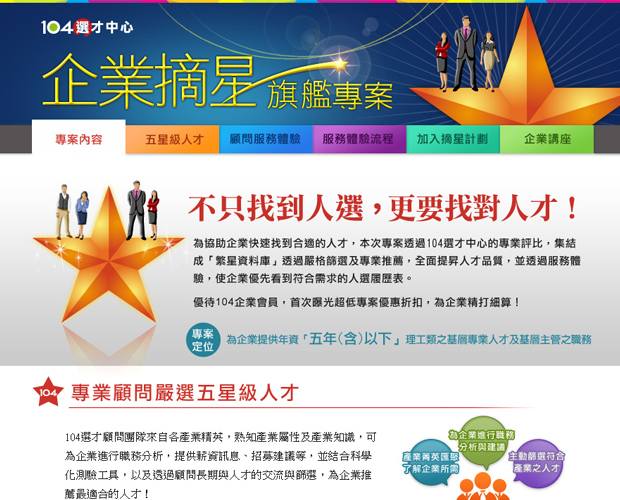 104選才中心
企業摘星 旗艦專案
專案內容 五星級人才 顧問服務體驗 服務體驗流程 加入摘星計劃 企業講座
不只找到人選，更要找對人才！
為協助企業快速找到合適的人才，本次專案透過104選才中心的專業評比，集結
成「繁星資料庫」透過嚴格篩選及專業推薦，全面提昇人才品質，並透過服務體
驗，使企業優先看到符合需求的人選履歷表。
優待104企業會員，首次曝光超低專案優惠折扣，為企業精打細算！
專案
定位
為企業提供年資「五年(含)以下」理工類之基層專業人才及基層主管之職務
104
專業顧問嚴選五星級人才
104選才顧問團隊來自各產業精英，熟知產業屬性及產業知識，可
為企業進行職務分析，提供薪資訊息、招募建議等，並結合科學
化測驗工具，以及透過顧問長期與人才的交流與篩選，為企業推
薦最適合的人才！
為企業進行職務
分析與建議
產業菁英匯聚
了解企業所需
主動篩選符合
產業之人才